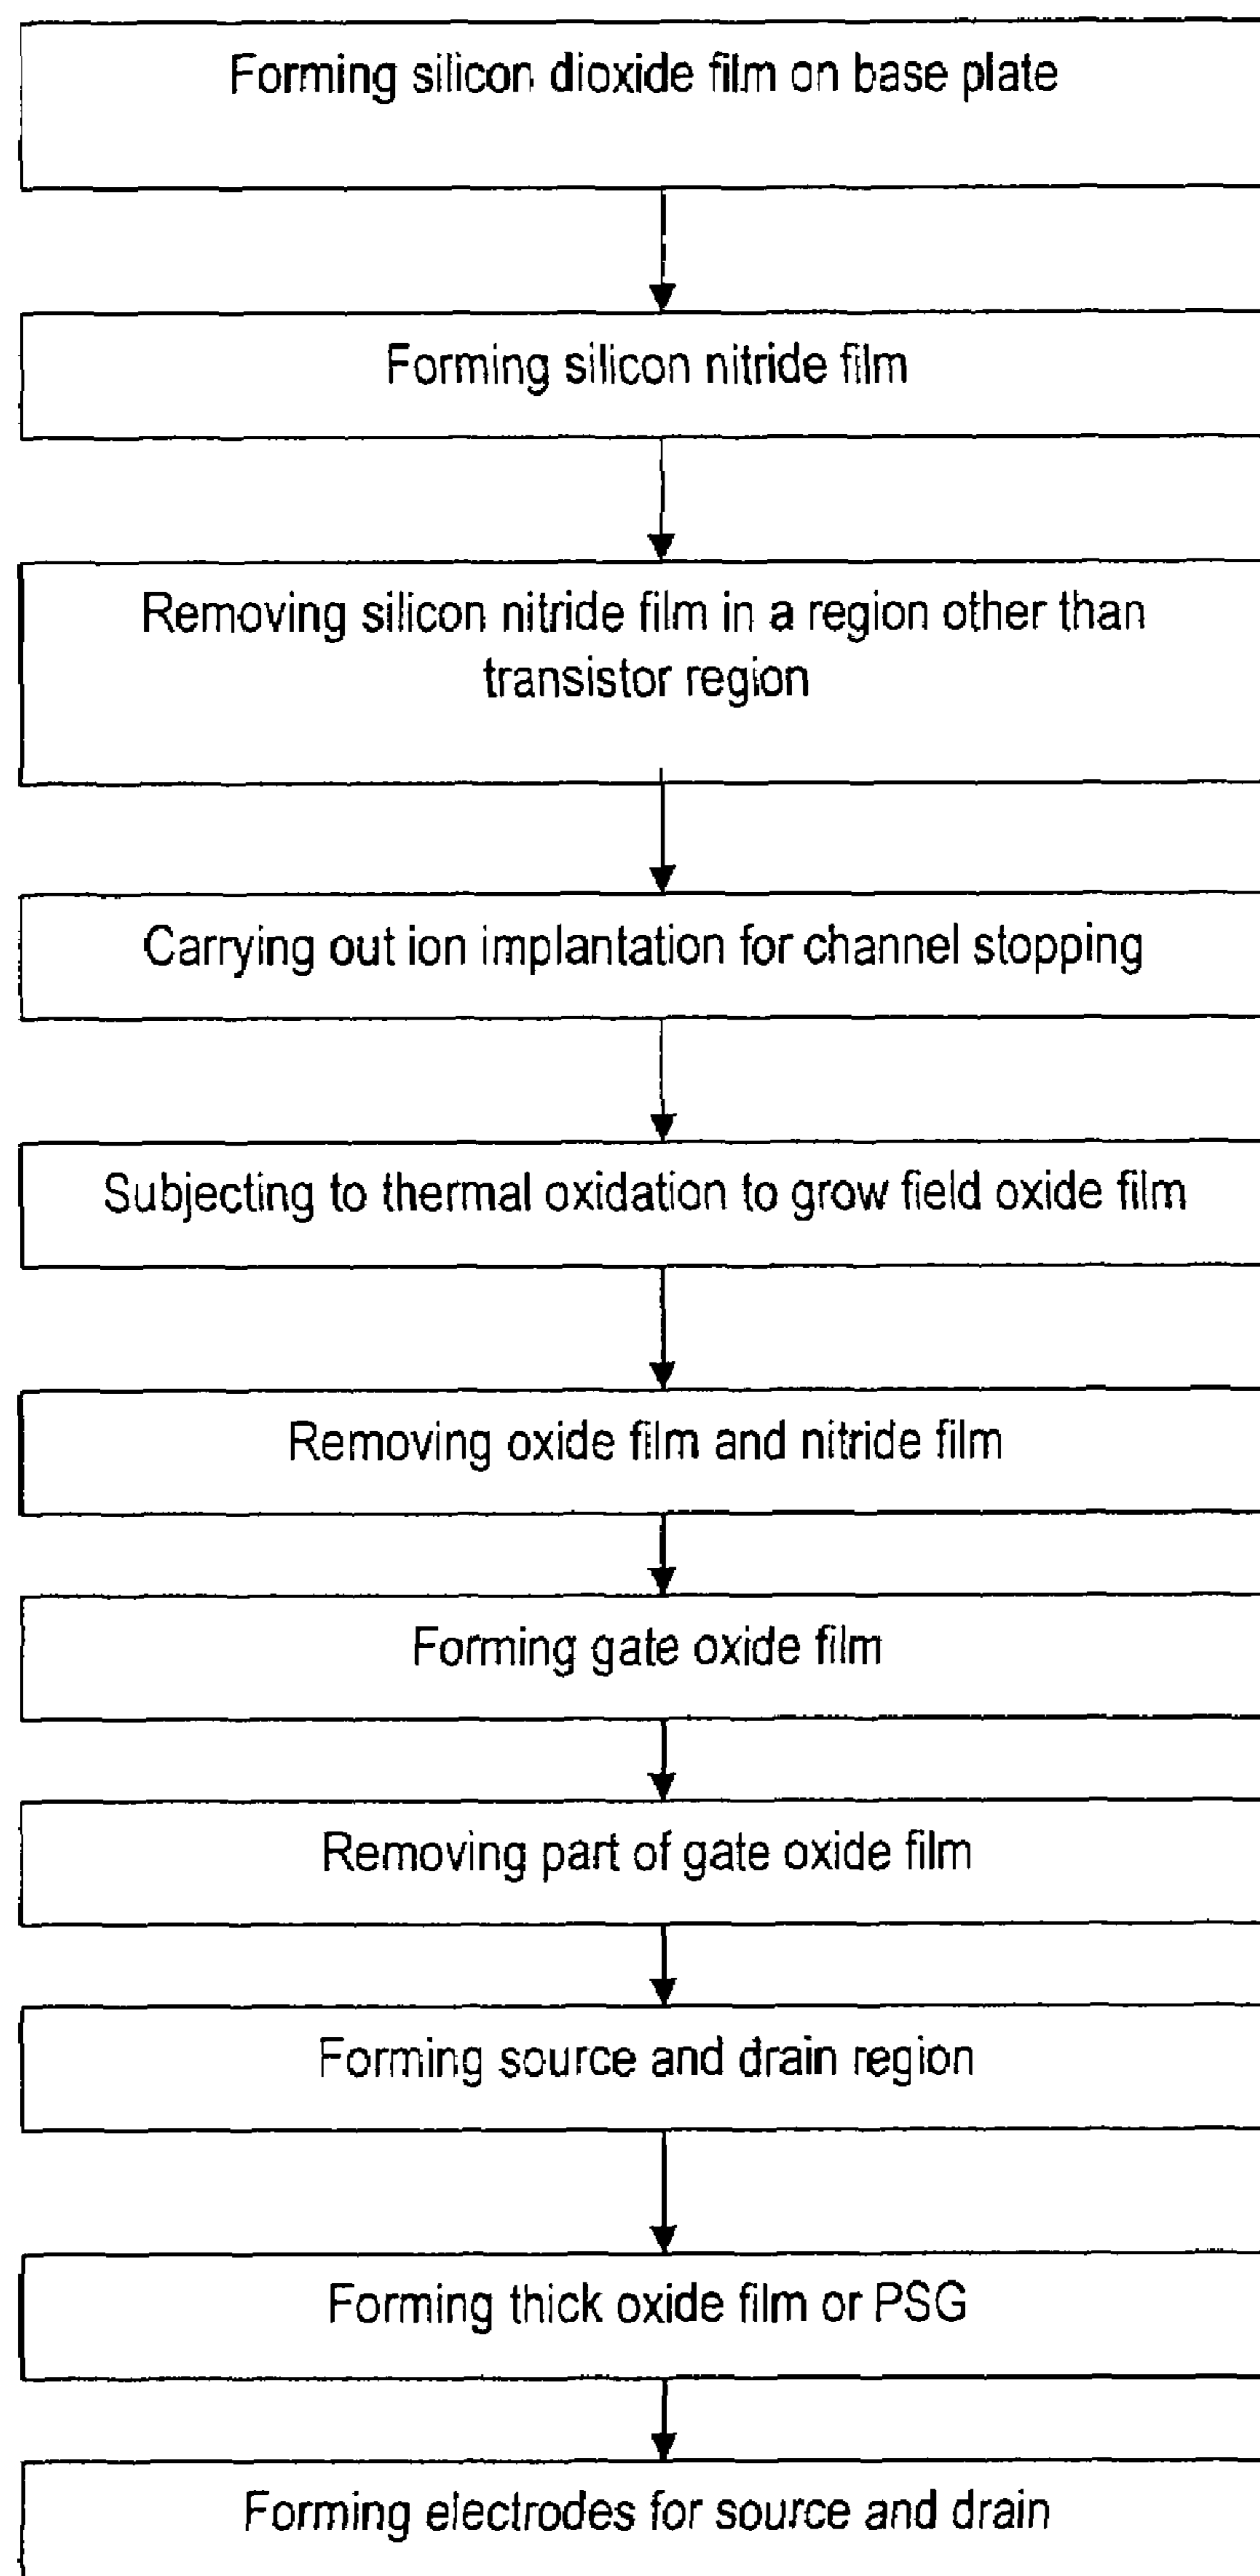 Forming silicon dioxide film on base plate
Forming silicon nitride film
Removing silicon nitride film in a region other than
transistor region
Carrying out ion implantation for channel stopping
Subjecting to thermal oxidation to grow field oxide film
Removing oxide film and nitride film
Forming gate oxide film
Removing part of gate oxide film
Forming source and drain region
Forming thick oxide film or PSG
Forming electrodes for source and drain